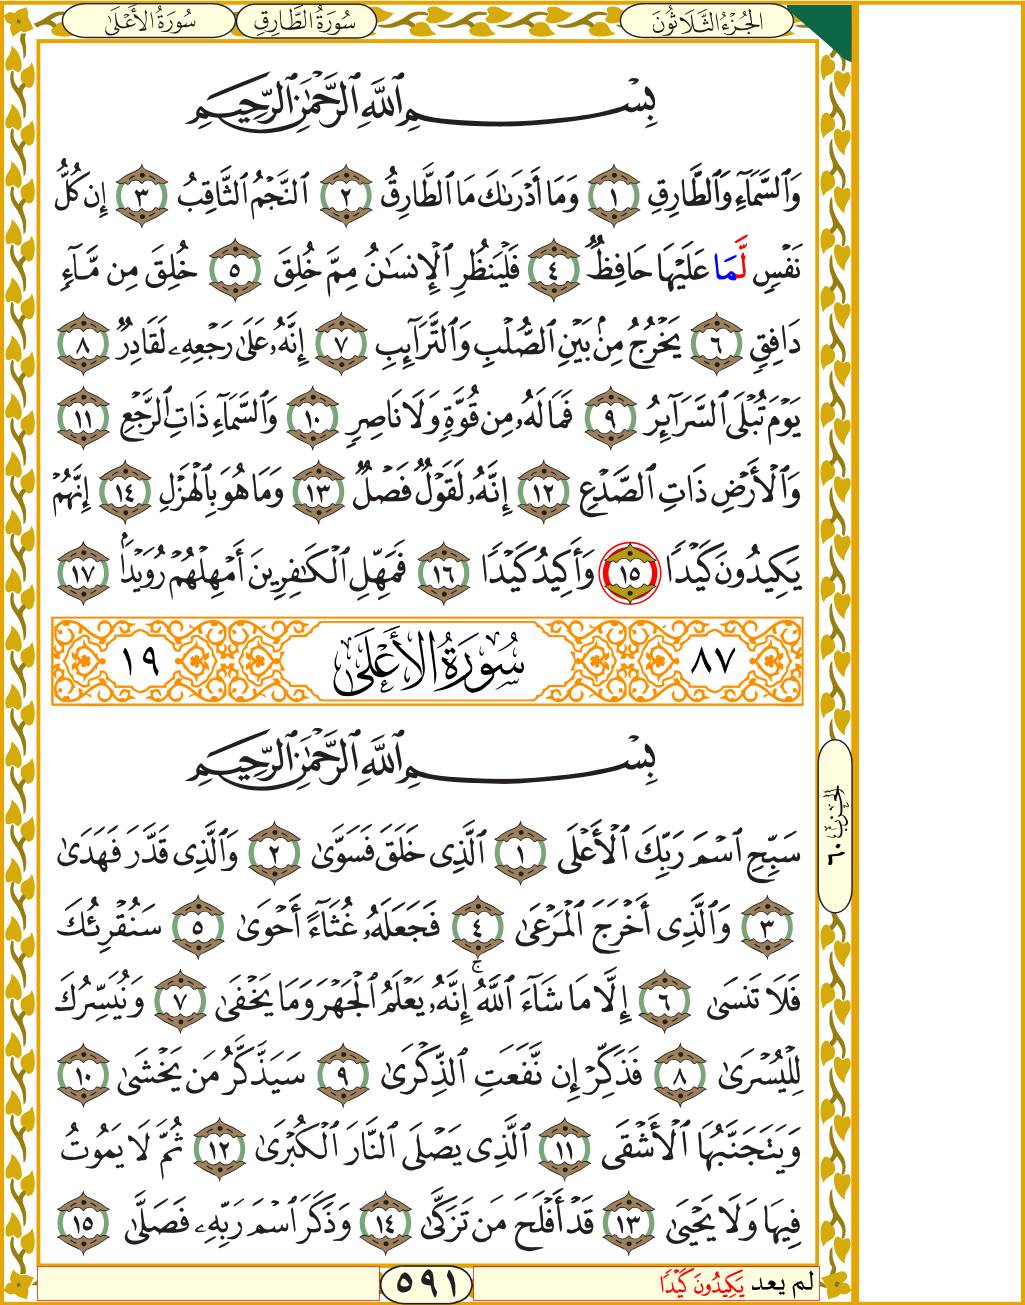 الجُزْءُ الثَّلَاثُونَ
سُورَةُ الطَّارِقِ
سُورَةُ الأَعْلَىٰ
بِسْمِ ٱللَّهِ ٱلرَّحْمَٰنِ ٱلرَّحِيمِ
وَٱلسَّمَآءِ وَٱلطَّارِقِ ١ وَمَآ أَدْرَىٰكَ مَا ٱلطَّارِقُ ٢ ٱلنَّجْمُ ٱلثَّاقِبُ ٣ إِن كُلُّ
نَفْسٍ لَّمَا عَلَيْهَا حَافِظٌ ٤ فَلْيَنظُرِ ٱلْإِنسَٰنُ مِمَّ خُلِقَ ٥ خُلِقَ مِن مَّآءٍ
دَافِقٍ ٦ يَخْرُجُ مِنۢ بَيْنِ ٱلصُّلْبِ وَٱلتَّرَآئِبِ ٧ إِنَّهُۥ عَلَىٰ رَجْعِهِۦ لَقَادِرٌ ٨
يَوْمَ تُبْلَى ٱلسَّرَآئِرُ ٩ فَمَا لَهُۥ مِن قُوَّةٍ وَلَا نَاصِرٍ ١٠ وَٱلسَّمَآءِ ذَاتِ ٱلرَّجْعِ ١١
وَٱلْأَرْضِ ذَاتِ ٱلصَّدْعِ ١٢ إِنَّهُۥ لَقَوْلٌ فَصْلٌ ١٣ وَمَا هُوَ بِٱلْهَزْلِ ١٤ إِنَّهُمْ
يَكِيدُونَ كَيْدًا ١٥ وَأَكِيدُ كَيْدًا ١٦ فَمَهِّلِ ٱلْكَٰفِرِينَ أَمْهِلْهُمْ رُوَيْدًۢا ١٧
٨٧ سُورَةُ الأَعْلَىٰ ١٩
بِسْمِ ٱللَّهِ ٱلرَّحْمَٰنِ ٱلرَّحِيمِ
سَبِّحِ ٱسْمَ رَبِّكَ ٱلْأَعْلَى ١ ٱلَّذِى خَلَقَ فَسَوَّىٰ ٢ وَٱلَّذِى قَدَّرَ فَهَدَىٰ
٣ وَٱلَّذِىٓ أَخْرَجَ ٱلْمَرْعَىٰ ٤ فَجَعَلَهُۥ غُثَآءً أَحْوَىٰ ٥ سَنُقْرِئُكَ
فَلَا تَنسَىٰٓ ٦ إِلَّا مَا شَآءَ ٱللَّهُ ۚ إِنَّهُۥ يَعْلَمُ ٱلْجَهْرَ وَمَا يَخْفَىٰ ٧ وَنُيَسِّرُكَ
لِلْيُسْرَىٰ ٨ فَذَكِّرْ إِن نَّفَعَتِ ٱلذِّكْرَىٰ ٩ سَيَذَّكَّرُ مَن يَخْشَىٰ ١٠
وَيَتَجَنَّبُهَا ٱلْأَشْقَى ١١ ٱلَّذِى يَصْلَى ٱلنَّارَ ٱلْكُبْرَىٰ ١٢ ثُمَّ لَا يَمُوتُ
فِيهَا وَلَا يَحْيَىٰ ١٣ قَدْ أَفْلَحَ مَن تَزَكَّىٰ ١٤ وَذَكَرَ ٱسْمَ رَبِّهِۦ فَصَلَّىٰ ١٥
الحزب ٦٠
لم يعد يَكِيدُونَ كَيْدًا
٥٩١